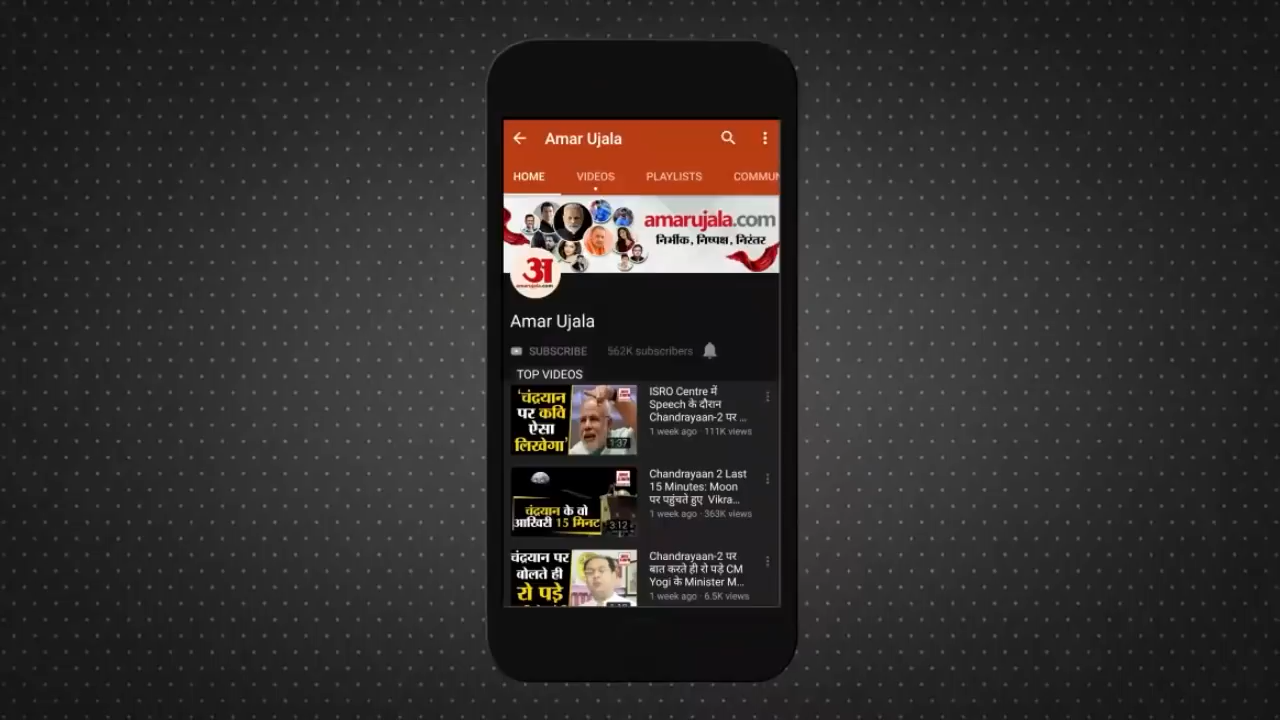 Amar Ujala
HOME VIDEOS PLAYLISTS COMMUN
amarujala.com
निर्भीक, निष्पक्ष, निरंतर
अ
amarujala.com
Amar Ujala
SUBSCRIBE 562K subscribers
TOP VIDEOS
'चंद्रयान
पर कवि
ऐसा
लिखेगा'
1:37
ISRO Centre में
Speech के दौरान
Chandrayaan-2 पर ...
1 week ago · 111K views
चंद्रयान के वो
आखिरी 15 मिनट
3:12
Chandrayaan 2 Last
15 Minutes: Moon
पर पहुंचते हुए Vikra...
1 week ago · 363K views
चंद्रयान पर
बोलते ही
रो पड़े
Chandrayaan-2 पर
बात करते ही रो पड़े CM
Yogi के Minister M...
1 week ago · 6.5K views